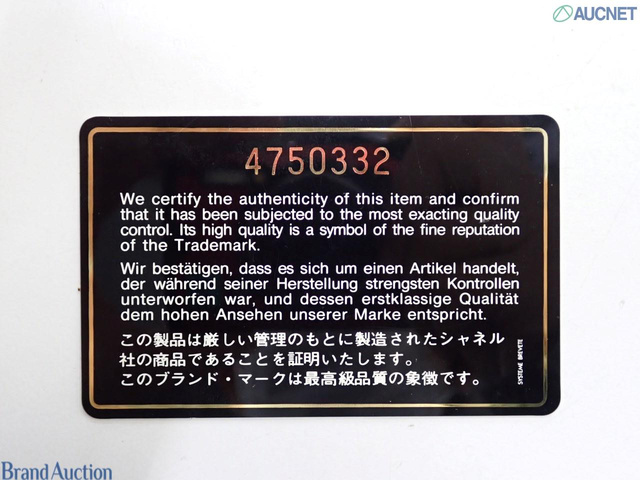 AUCNET
4750332
We certify the authenticity of this item and confirm
that it has been subjected to the most exacting quality
control. Its high quality is a symbol of the fine reputation
of the Trademark.
Wir bestätigen, dass es sich um einen Artikel handelt,
der während seiner Herstellung strengsten Kontrollen
unterworfen war, und dessen erstklassige Qualität
dem hohen Ansehen unserer Marke entspricht.
この製品は厳しい管理のもとに製造されたシャネル
社の商品であることを証明いたします。
このブランド・マークは最高級品質の象徴です。
SYSTEME BREVETE
Brand Auction